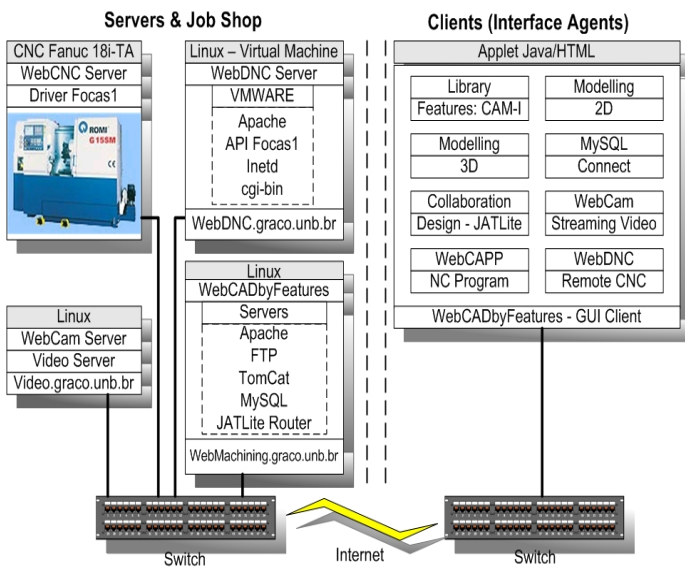 Servers & Job Shop
CNC Fanuc 18i-TA
WebCNC Server
Driver Focas1
ROMI
G 155M
Linux – Virtual Machine
WebDNC Server
VMWARE
Apache
API Focas1
Inetd
cgi-bin
WebDNC.graco.unb.br
Linux
WebCam Server
Video Server
Video.graco.unb.br
Linux
WebCADbyFeatures
Servers
Apache
FTP
TomCat
MySQL
JATLite Router
WebMachining.graco.unb.br
Clients (Interface Agents)
Applet Java/HTML
Library
Features: CAM-I
Modelling
2D
Modelling
3D
MySQL
Connect
Collaboration
Design - JATLite
WebCam
Streaming Video
WebCAPP
NC Program
WebDNC
Remote CNC
WebCADbyFeatures - GUI Client
Switch
Internet
Switch